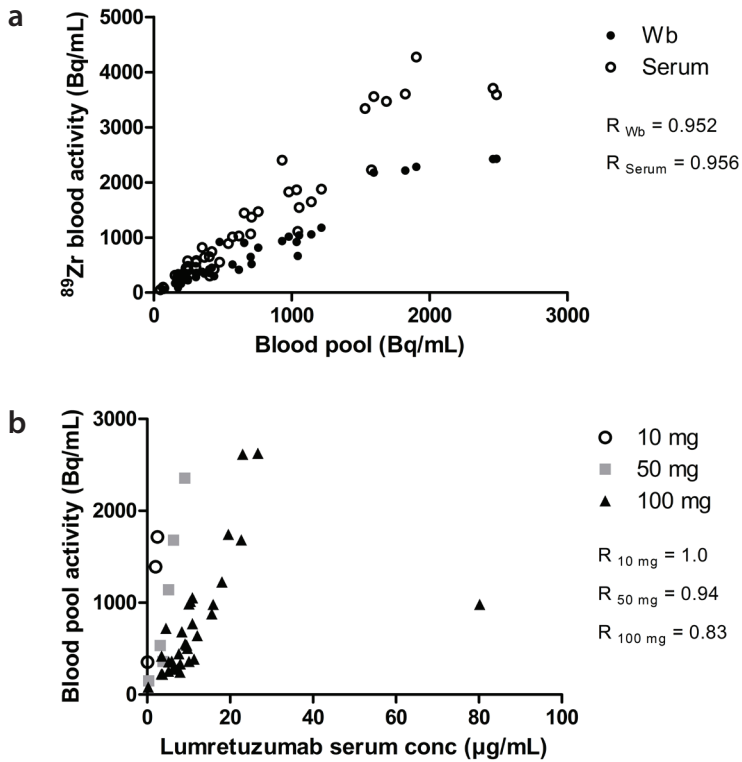 a
5000
4000
3000
2000
1000
0
⁸⁹Zr blood activity (Bq/mL)
0 1000 2000 3000
Blood pool (Bq/mL)
Wb
Serum
R Wb = 0.952
R Serum = 0.956
b
3000
2000
1000
0
Blood pool activity (Bq/mL)
0 20 40 60 80 100
Lumretuzumab serum conc (µg/mL)
10 mg
50 mg
100 mg
R 10 mg = 1.0
R 50 mg = 0.94
R 100 mg = 0.83